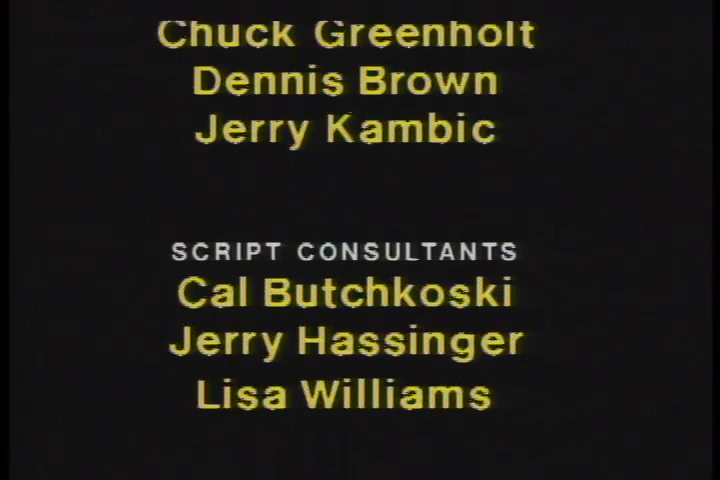 Chuck Greenholt
Dennis Brown
Jerry Kambic
SCRIPT CONSULTANTS
Cal Butchkoski
Jerry Hassinger
Lisa Williams